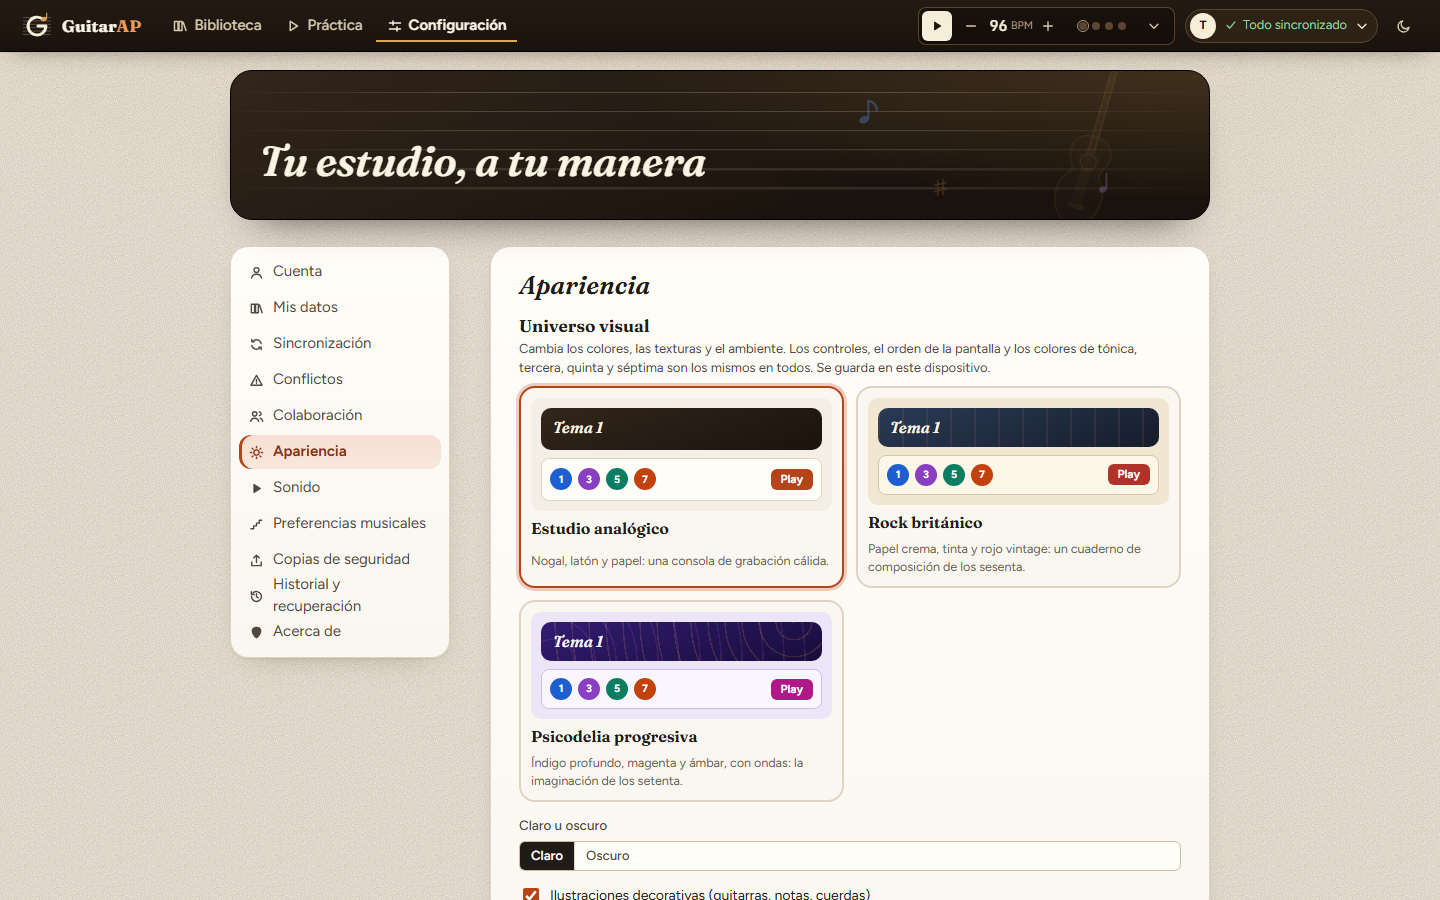 GuitarAP
Biblioteca
Práctica
Configuración
96 BPM
T
Todo sincronizado
Tu estudio, a tu manera
Cuenta
Mis datos
Sincronización
Conflictos
Colaboración
Apariencia
Sonido
Preferencias musicales
Copias de seguridad
Historial y
recuperación
Acerca de
Apariencia
Universo visual
Cambia los colores, las texturas y el ambiente. Los controles, el orden de la pantalla y los colores de tónica,
tercera, quinta y séptima son los mismos en todos. Se guarda en este dispositivo.
Tema 1
1 3 5 7 Play
Estudio analógico
Nogal, latón y papel: una consola de grabación cálida.
Tema 1
1 3 5 7 Play
Rock británico
Papel crema, tinta y rojo vintage: un cuaderno de
composición de los sesenta.
Tema 1
1 3 5 7 Play
Psicodelia progresiva
Índigo profundo, magenta y ámbar, con ondas: la
imaginación de los setenta.
Claro u oscuro
Claro
Oscuro
Ilustraciones decorativas (guitarras, notas, cuerdas)